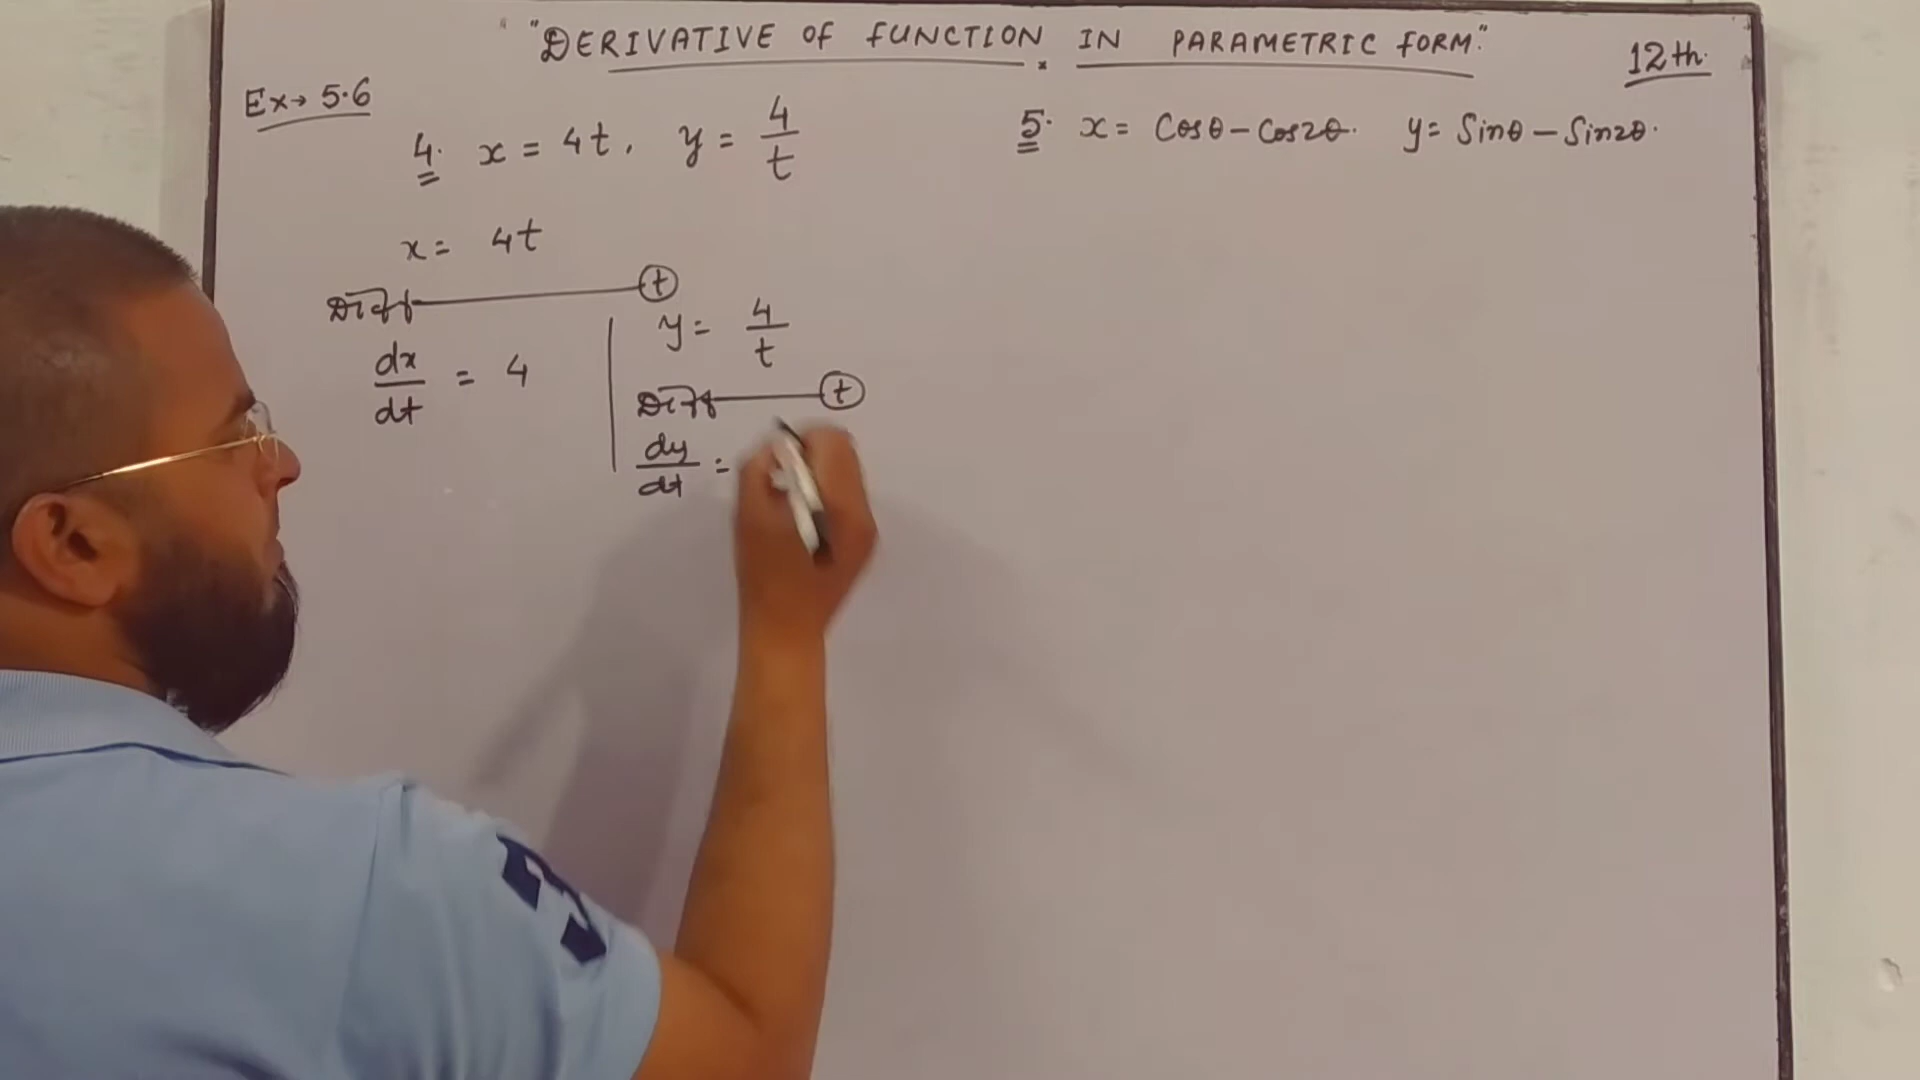 "DERIVATIVE OF FUNCTION IN PARAMETRIC FORM."
12th.
Ex→ 5.6
4. x = 4t, y = 4/t
5. x = Cosθ - Cos2θ. y = Sinθ - Sin2θ.
x = 4t
Diff t
dx/dt = 4
y = 4/t
Diff t
dy/dt =